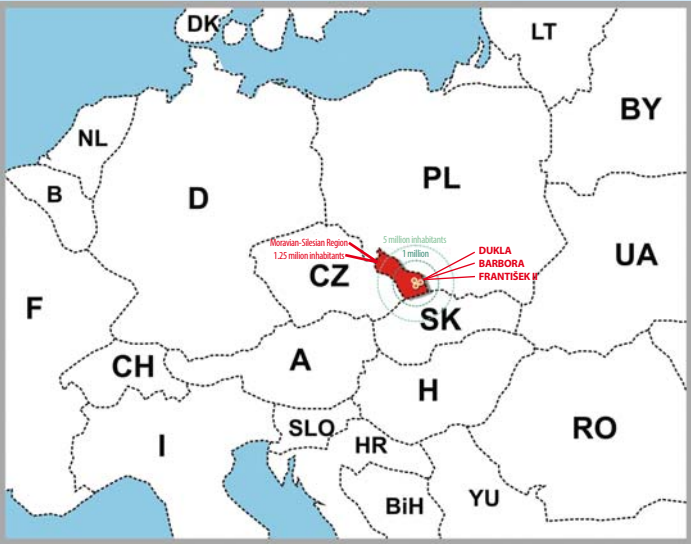 DK
LT
BY
NL
B
D
PL
Moravian-Silesian Region
1.25 milion inhabitants
5 million inhabitants
1 million
DUKLA
BARBORA
FRANTIŠEK II
UA
CZ
F
SK
CH
A
H
I
SLO
HR
RO
BiH
YU